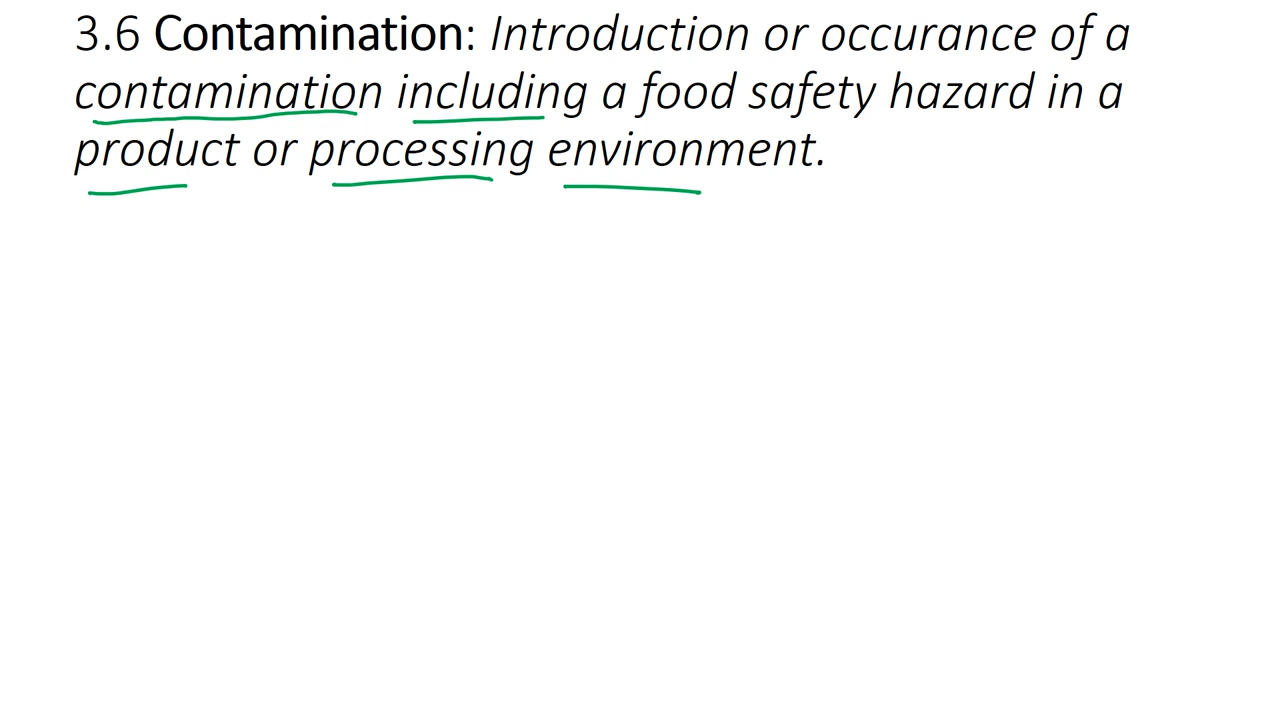 3.6 Contamination: Introduction or occurance of a
contamination including a food safety hazard in a
product or processing environment.